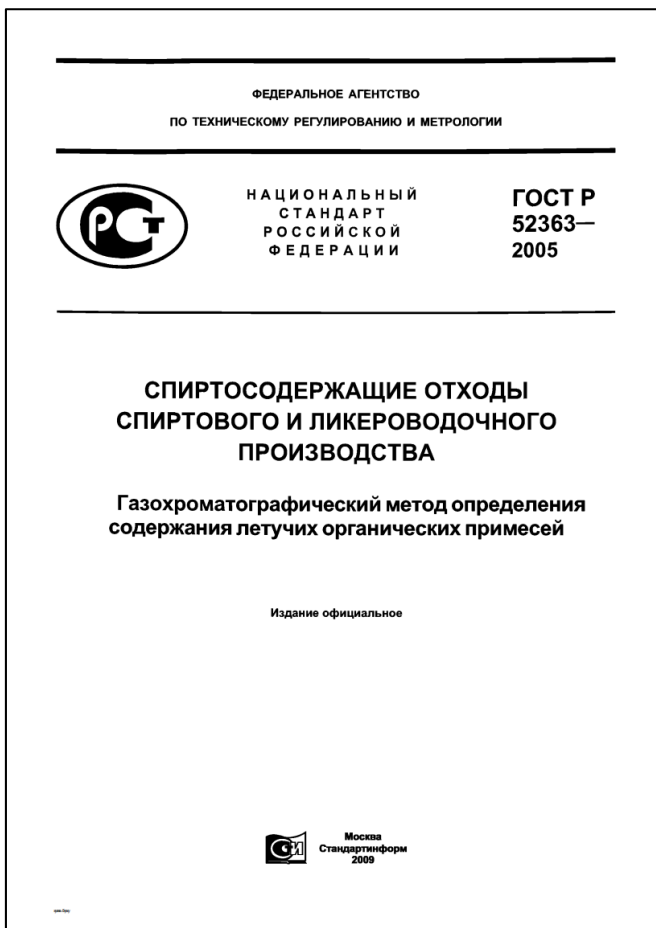 ФЕДЕРАЛЬНОЕ АГЕНТСТВО
ПО ТЕХНИЧЕСКОМУ РЕГУЛИРОВАНИЮ И МЕТРОЛОГИИ
НАЦИОНАЛЬНЫЙ
СТАНДАРТ
РОССИЙСКОЙ
ФЕДЕРАЦИИ
ГОСТ Р
52363—
2005
СПИРТОСОДЕРЖАЩИЕ ОТХОДЫ
СПИРТОВОГО И ЛИКЕРОВОДОЧНОГО
ПРОИЗВОДСТВА
Газохроматографический метод определения
содержания летучих органических примесей
Издание официальное
Москва
Стандартинформ
2009